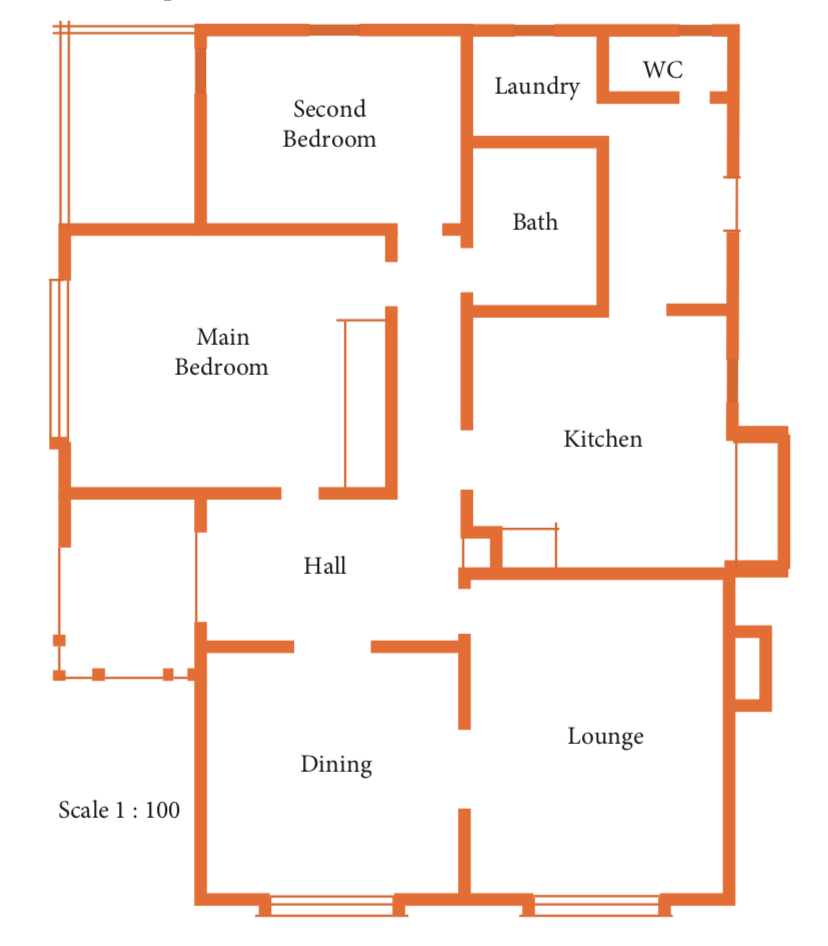 WC
Laundry
Second
Bedroom
Bath
Main
Bedroom
Kitchen
Hall
Lounge
Dining
Scale 1 : 100